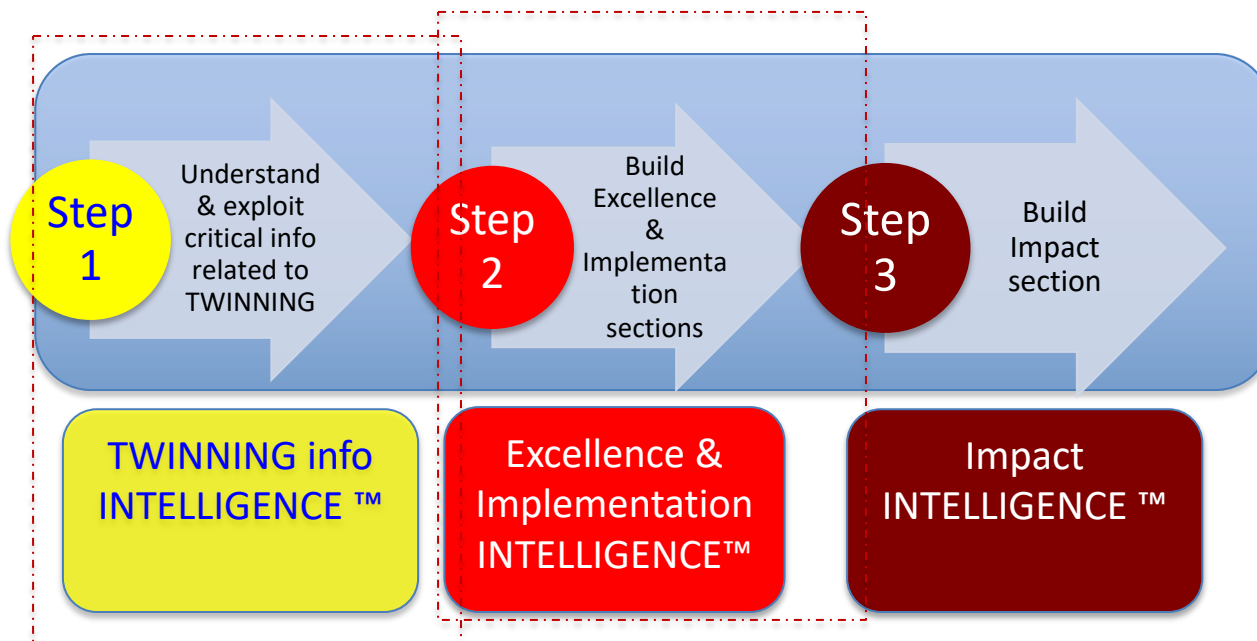 Step
1
Understand
& exploit
critical info
related to
TWINNING
Step
2
Build
Excellence
&
Implementa
tion
sections
Step
3
Build
Impact
section
TWINNING info
INTELLIGENCE ™
Excellence &
Implementation
INTELLIGENCE™
Impact
INTELLIGENCE ™